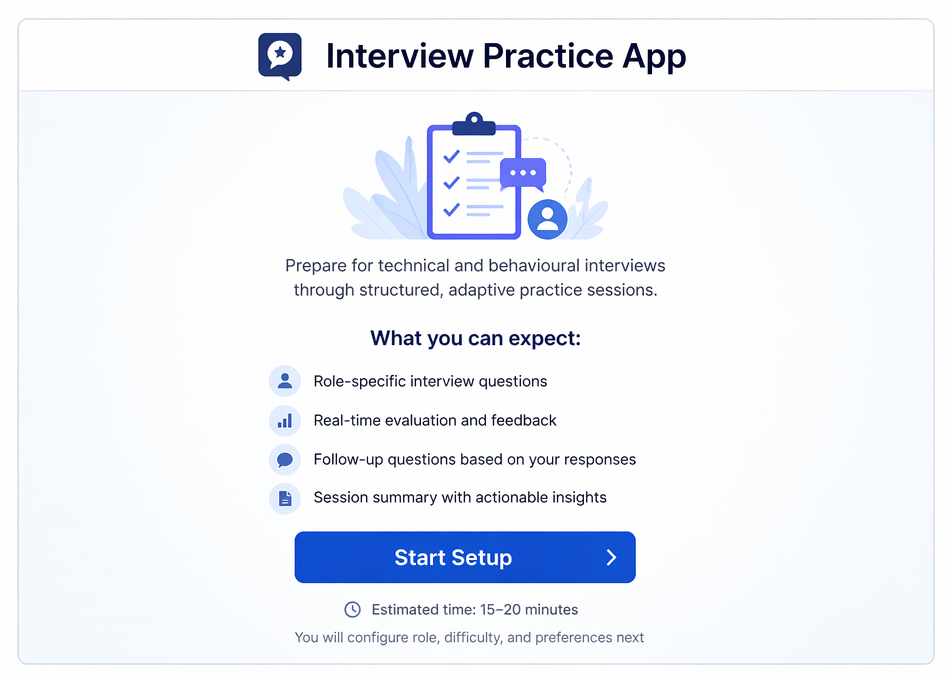 Interview Practice App
Prepare for technical and behavioural interviews
through structured, adaptive practice sessions.
What you can expect:
Role-specific interview questions
Real-time evaluation and feedback
Follow-up questions based on your responses
Session summary with actionable insights
Start Setup
Estimated time: 15–20 minutes
You will configure role, difficulty, and preferences next